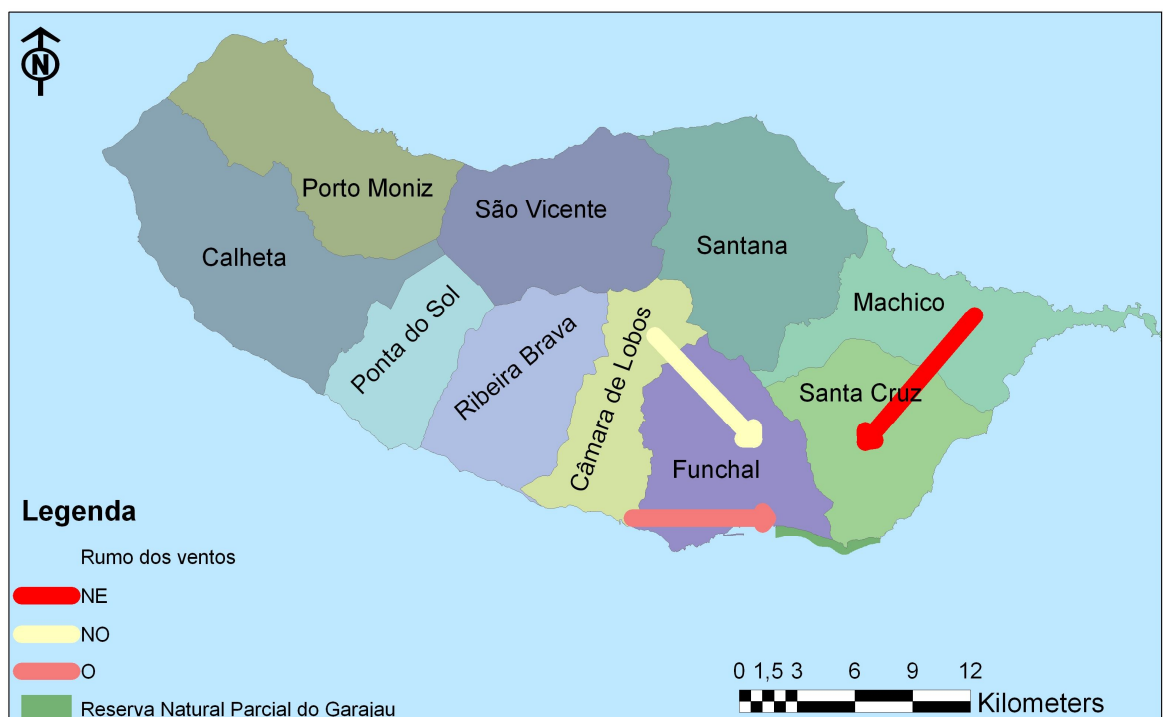 N
Porto Moniz
São Vicente
Santana
Calheta
Machico
Ponta do Sol
Ribeira Brava
Câmara de Lobos
Santa Cruz
Funchal
Legenda
Rumo dos ventos
NE
NO
O
Reserva Natural Parcial do Garajau
0 1,5 3 6 9 12
Kilometers